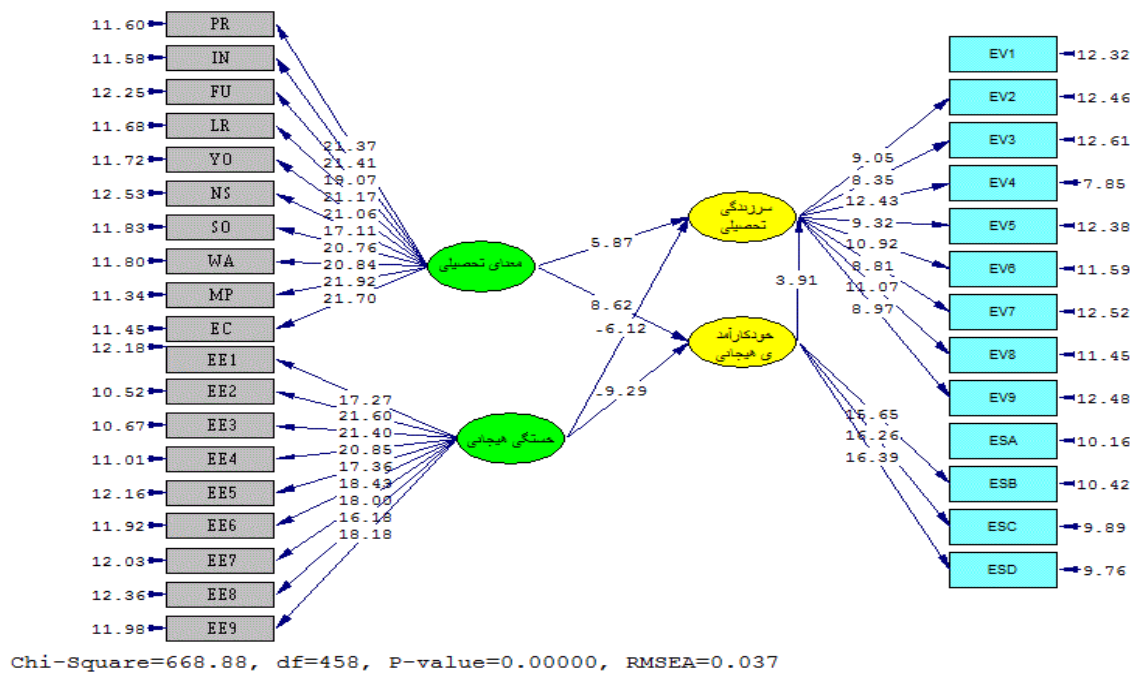 11.60 PR
11.58 IN
12.25 FU
11.68 LR
11.72 YO
12.53 NS
11.83 SO
11.80 WA
11.34 MP
11.45 EC
12.18 EE1
10.52 EE2
10.67 EE3
11.01 EE4
12.16 EE5
11.92 EE6
12.03 EE7
12.36 EE8
11.98 EE9
21.37
21.41
19.07
21.17
21.06
17.11
20.76
20.84
21.92
21.70
17.27
21.60
21.40
20.85
17.36
18.43
18.00
16.18
18.18
معنای تحصیلی
خستگی هیجانی
5.87
8.62
-6.12
-9.29
سرزندگی
تحصیلی
3.91
خودکارآمد
ی هیجانی
9.05
8.35
12.43
9.32
10.92
8.81
11.07
8.97
15.65
16.26
16.39
EV1 12.32
EV2 12.46
EV3 12.61
EV4 7.85
EV5 12.38
EV6 11.59
EV7 12.52
EV8 11.45
EV9 12.48
ESA 10.16
ESB 10.42
ESC 9.89
ESD 9.76
Chi-Square=668.88, df=458, P-value=0.00000, RMSEA=0.037